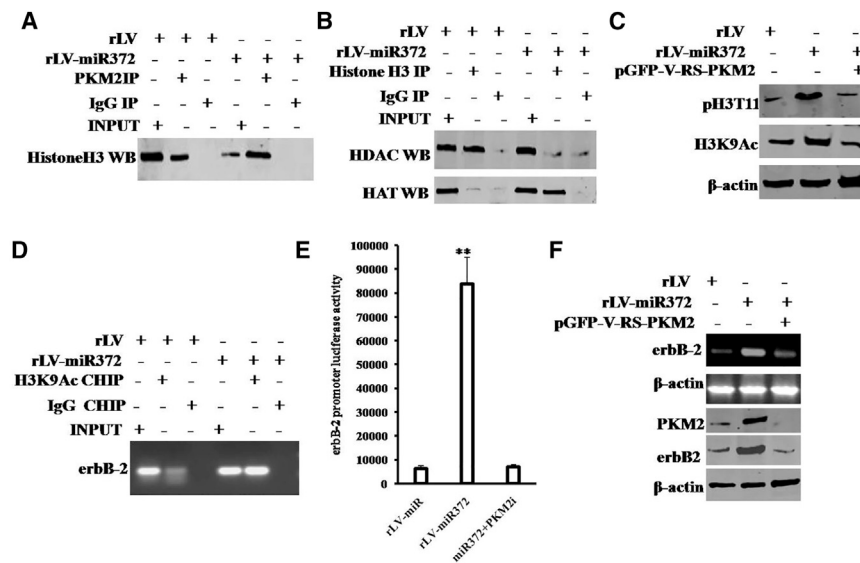 A
rLV + + + - - -
rLV-miR372 - - - + + +
PKM2IP - + - - + -
IgG IP - - + - - +
INPUT + - - + - -
HistoneH3 WB
B
rLV + + + - - -
rLV-miR372 - - - + + +
Histone H3 IP - + - - + -
IgG IP - - + - - +
INPUT + - - + - -
HDAC WB
HAT WB
C
rLV + - -
rLV-miR372 - + +
pGFP-V-RS-PKM2 - - +
pH3T11
H3K9Ac
β-actin
D
rLV + + + - - -
rLV-miR372 - - - + + +
H3K9Ac CHIP - + - - + -
IgG CHIP - - + - - +
INPUT + - - + - -
erbB-2
E
erbB-2 promoter luciferase activity
100000
90000
80000
70000
60000
50000
40000
30000
20000
10000
0
**
rLV-miR
rLV-miR372
miR372+PKM2i
F
rLV + - -
rLV-miR372 - + +
pGFP-V-RS-PKM2 - - +
erbB-2
β-actin
PKM2
erbB2
β-actin